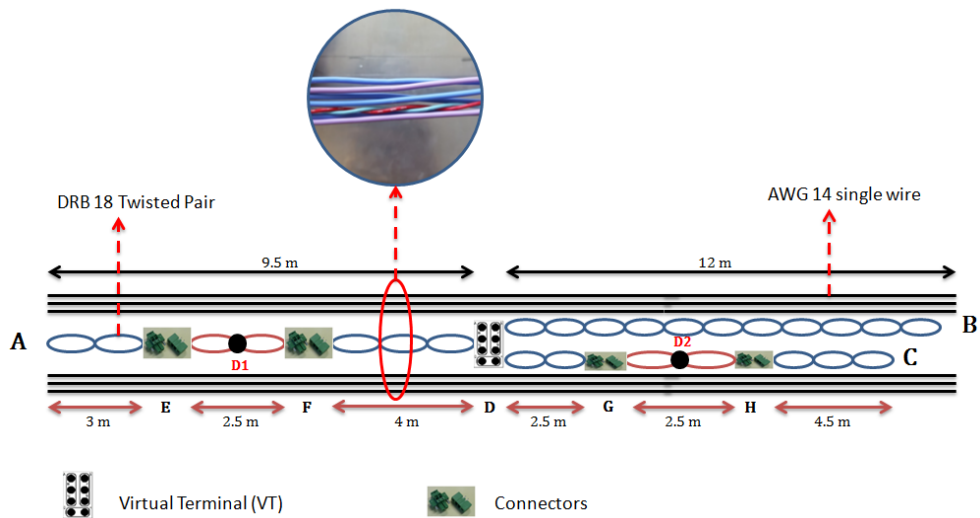 DRB 18 Twisted Pair
AWG 14 single wire
9.5 m
12 m
A
B
D1
D2
C
3 m
E
2.5 m
F
4 m
D
2.5 m
G
2.5 m
H
4.5 m
Virtual Terminal (VT)
Connectors